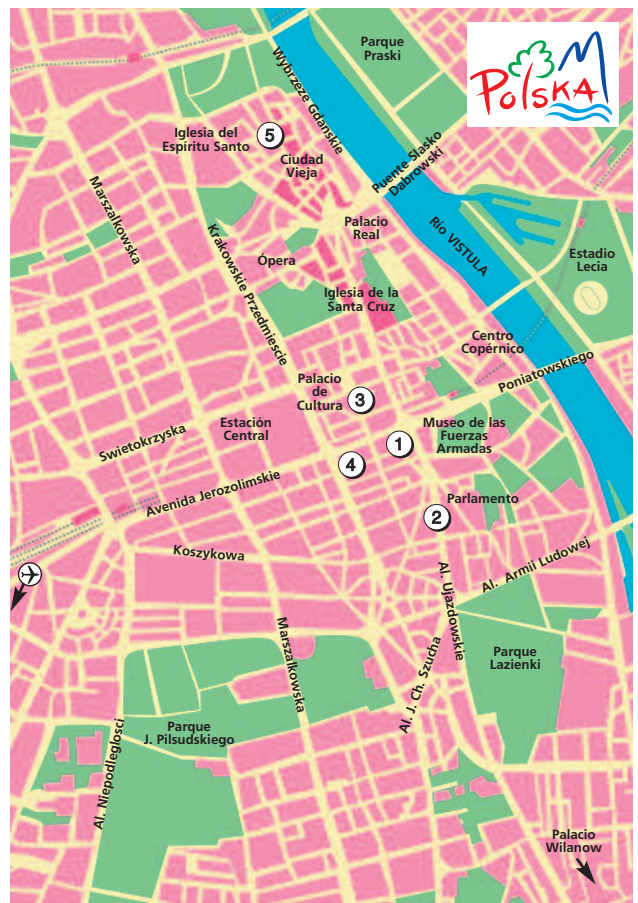 Parque
Praski
Polska
Wybrzeze Gdanskie
Iglesia del
Espíritu Santo
5
Ciudad
Vieja
Puente Slasko
Dabrowski
Marszalkowska
Krakowskie Przedmiescie
Palacio
Real
Río VISTULA
Ópera
Estadio
Lecia
Iglesia de la
Santa Cruz
Centro
Copérnico
Poniatowskiego
Palacio
de
Cultura
3
Swietokrzyska
Estación
Central
1
Museo de las
Fuerzas
Armadas
4
Avenida Jerozolimskie
2
Parlamento
Koszykowa
Al. Armii Ludowej
Al. Ujazdowskie
Marszalkowska
Al. J. Ch. Szucha
Parque
Lazienki
Parque
J. Pilsudskiego
Al. Niepodleglosci
Palacio
Wilanow